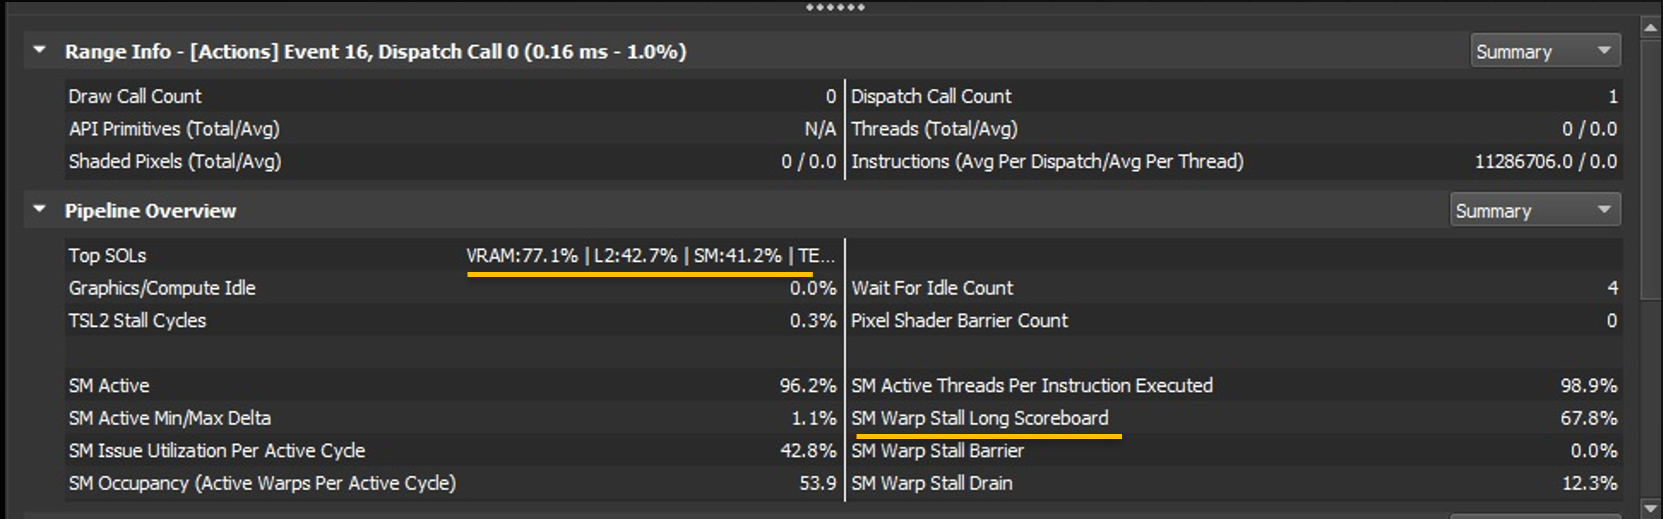 Range Info - [Actions] Event 16, Dispatch Call 0 (0.16 ms - 1.0%) Summary
Draw Call Count 0 Dispatch Call Count 1
API Primitives (Total/Avg) N/A Threads (Total/Avg) 0 / 0.0
Shaded Pixels (Total/Avg) 0 / 0.0 Instructions (Avg Per Dispatch/Avg Per Thread) 11286706.0 / 0.0
Pipeline Overview Summary
Top SOLs VRAM:77.1% | L2:42.7% | SM:41.2% | TE...
Graphics/Compute Idle 0.0% Wait For Idle Count 4
TSL2 Stall Cycles 0.3% Pixel Shader Barrier Count 0
SM Active 96.2% SM Active Threads Per Instruction Executed 98.9%
SM Active Min/Max Delta 1.1% SM Warp Stall Long Scoreboard 67.8%
SM Issue Utilization Per Active Cycle 42.8% SM Warp Stall Barrier 0.0%
SM Occupancy (Active Warps Per Active Cycle) 53.9 SM Warp Stall Drain 12.3%